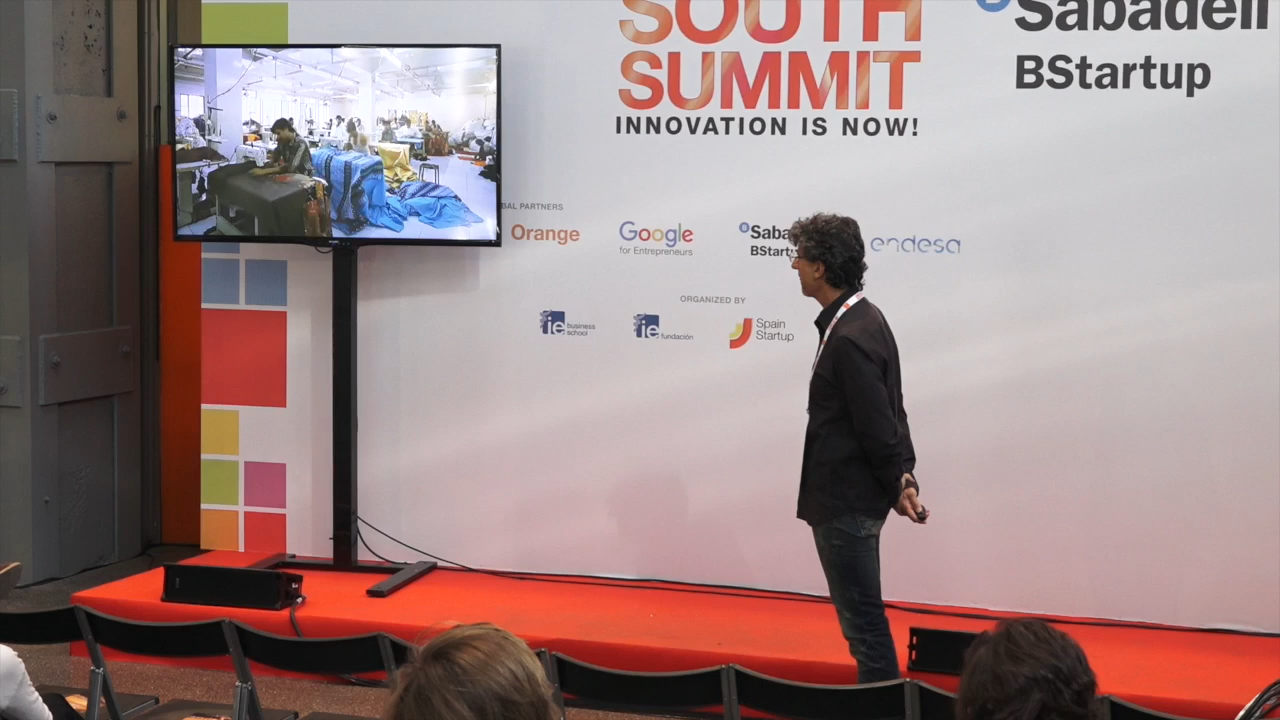 SOUTH
SUMMIT
INNOVATION IS NOW!
Sabadell
BStartup
BAL PARTNERS
Orange
Google
for Entrepreneurs
Saba
BStart
endesa
ORGANIZED BY
ie business
school
ie fundación
Spain
Startup